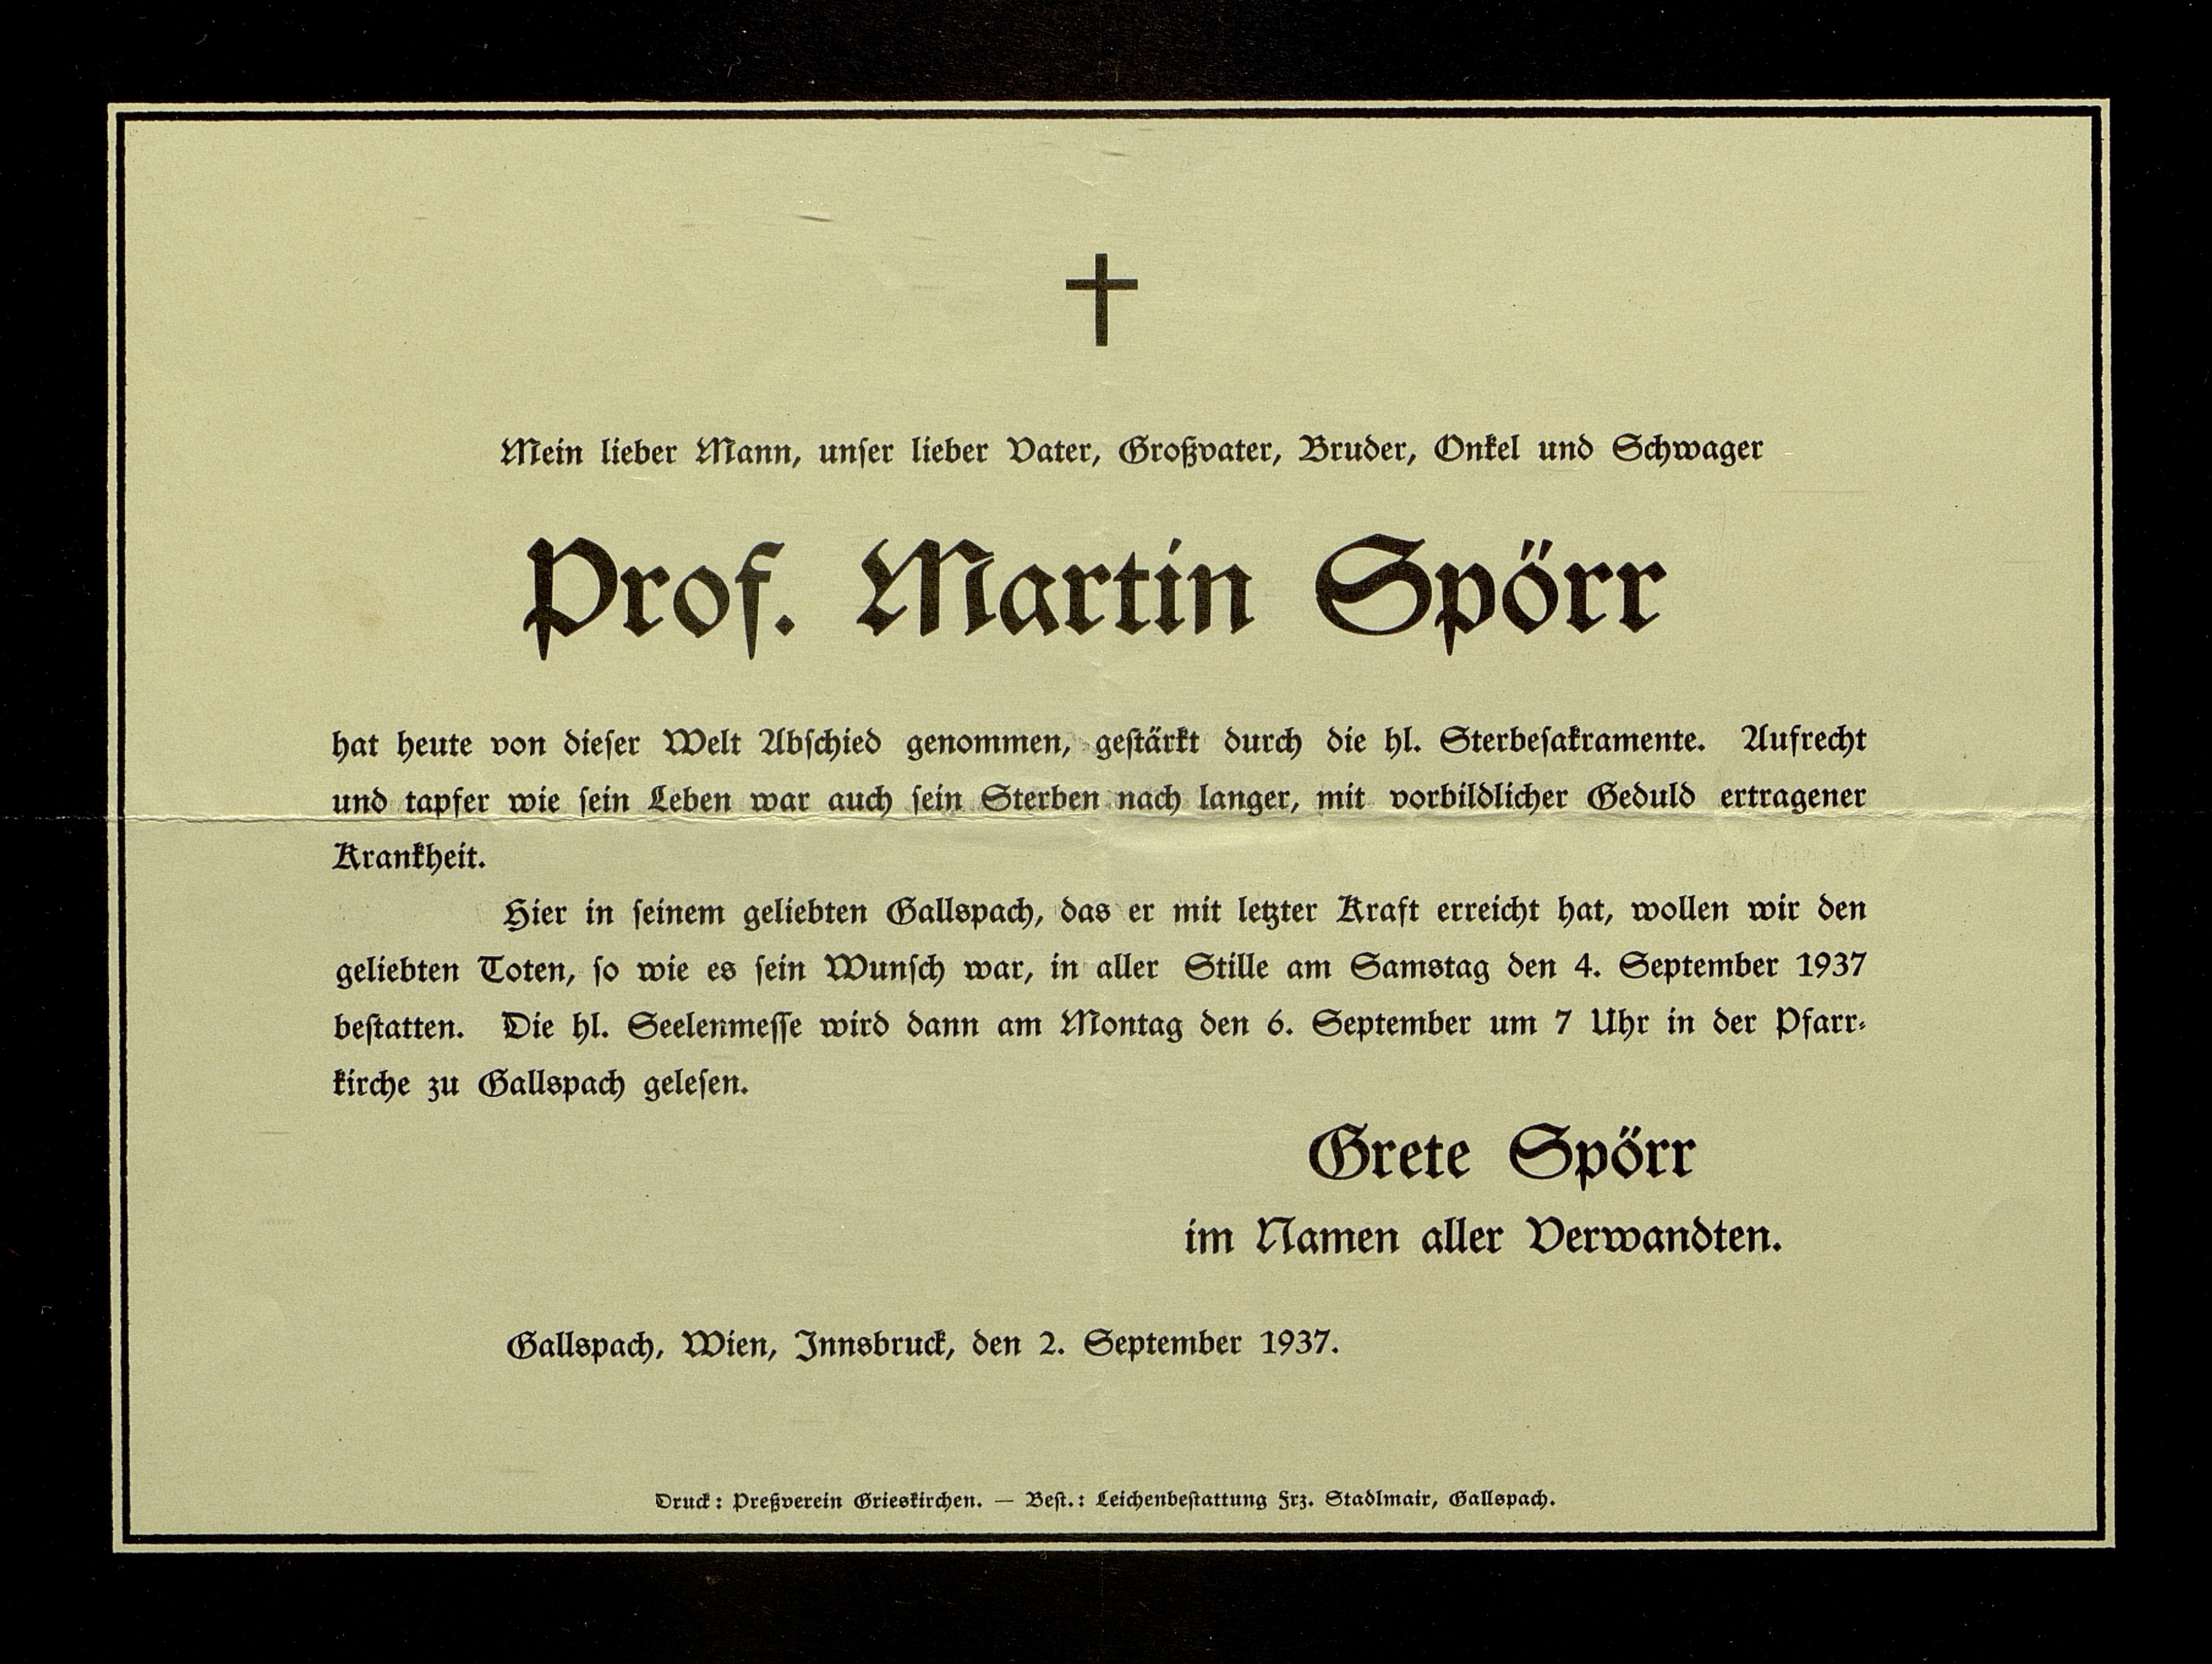 Mein lieber Mann, unser lieber Vater, Großvater, Bruder, Onkel und Schwager
Prof. Martin Spörr
hat heute von dieser Welt Abschied genommen, gestärkt durch die hl. Sterbesakramente. Aufrecht
und tapfer wie sein Leben war auch sein Sterben nach langer, mit vorbildlicher Geduld ertragener
Krankheit.
Hier in seinem geliebten Gallspach, das er mit letzter Kraft erreicht hat, wollen wir den
geliebten Toten, so wie es sein Wunsch war, in aller Stille am Samstag den 4. September 1937
bestatten. Die hl. Seelenmesse wird dann am Montag den 6. September um 7 Uhr in der Pfarr-
kirche zu Gallspach gelesen.
Grete Spörr
im Namen aller Verwandten.
Gallspach, Wien, Innsbruck, den 2. September 1937.
Druck: Preßverein Grieskirchen. — Best.: Leichenbestattung Frz. Stadlmair, Gallspach.